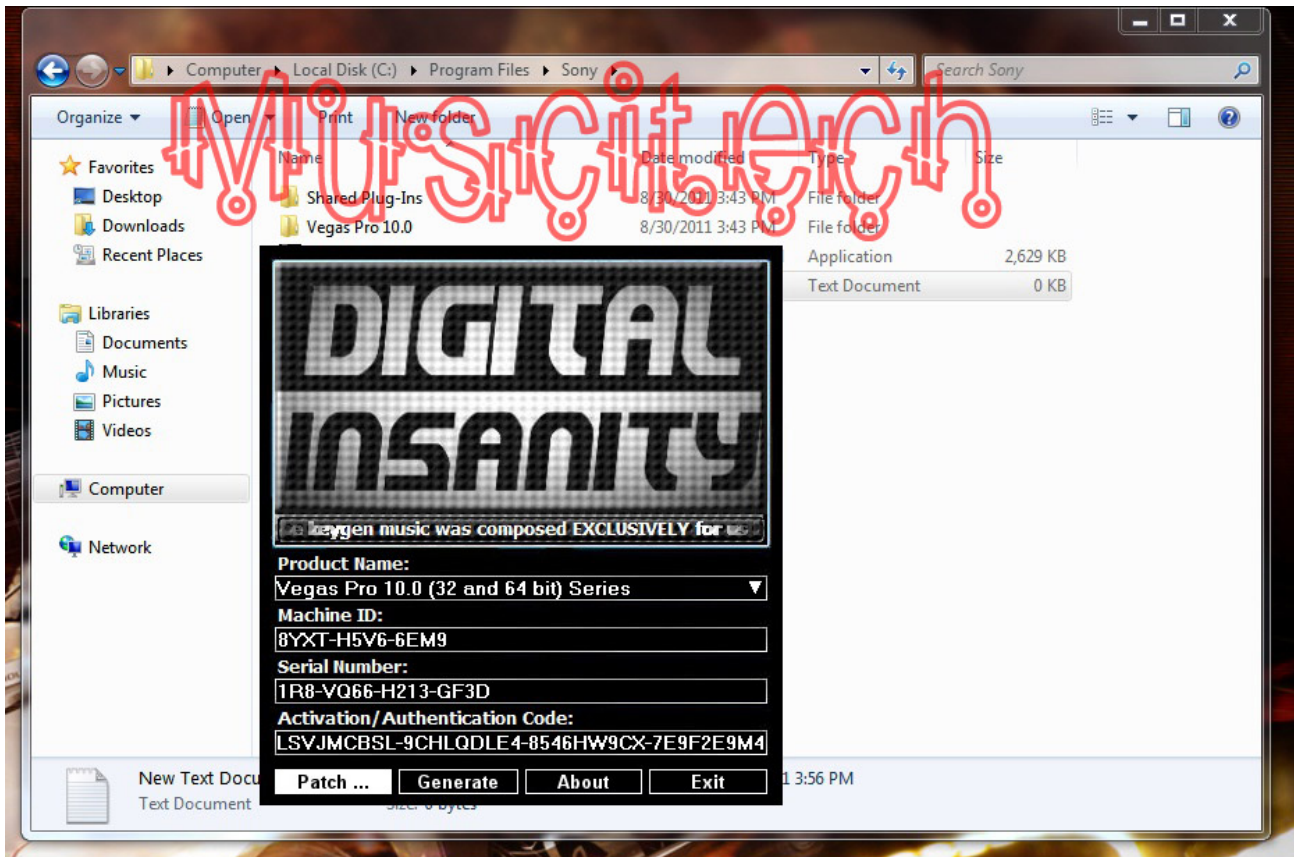 Computer Local Disk (C:) Program Files Sony
Search Sony
Musicit.ech
Organize Open Print New folder
Name Date modified Type Size
Favorites
Desktop
Downloads
Recent Places
Libraries
Documents
Music
Pictures
Videos
Computer
Network
Shared Plug-Ins 8/30/2011 3:43 PM File folder
Vegas Pro 10.0 8/30/2011 3:43 PM File folder
Application 2,629 KB
Text Document 0 KB
DIGITAL
INSANITY
keygen music was composed EXCLUSIVELY for us
Product Name:
Vegas Pro 10.0 (32 and 64 bit) Series
Machine ID:
8YXT-H5V6-6EM9
Serial Number:
1R8-VQ66-H213-GF3D
Activation/Authentication Code:
LSVJMCBSL-9CHLQDLE4-8546HW9CX-7E9F2E9M4
Patch ... Generate About Exit
New Text Docu 1 3:56 PM
Text Document Size: 0 bytes